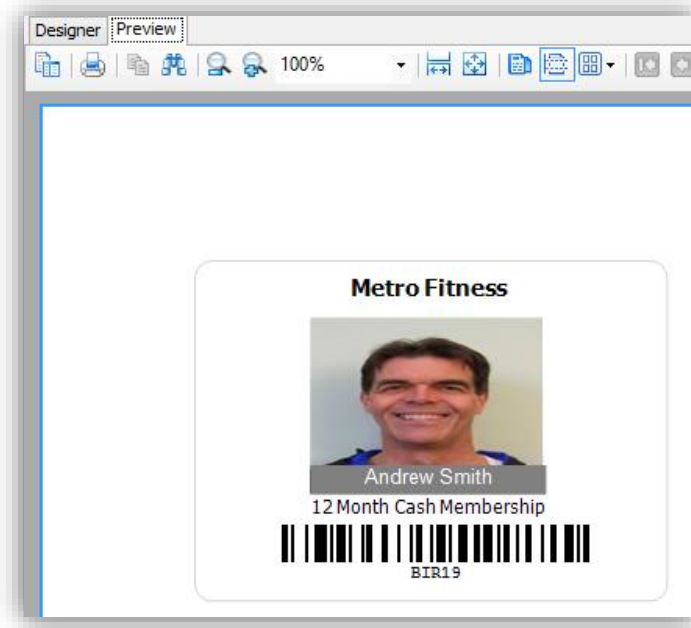 Designer Preview
100%
Metro Fitness
Andrew Smith
12 Month Cash Membership
BIR19